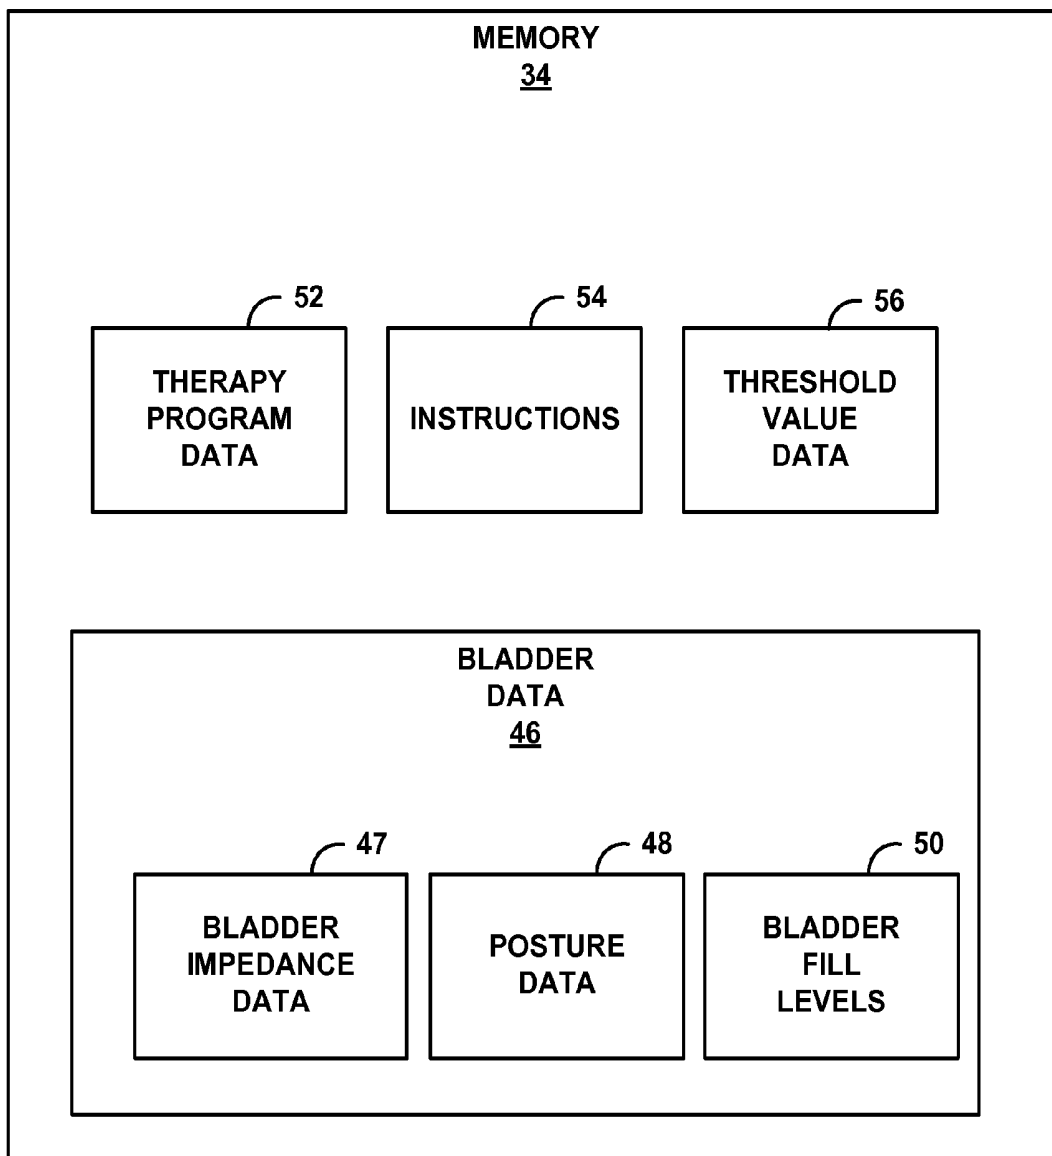 MEMORY
34
52
54
56
THERAPY
PROGRAM
DATA
INSTRUCTIONS
THRESHOLD
VALUE
DATA
BLADDER
DATA
46
47
48
50
BLADDER
IMPEDANCE
DATA
POSTURE
DATA
BLADDER
FILL
LEVELS